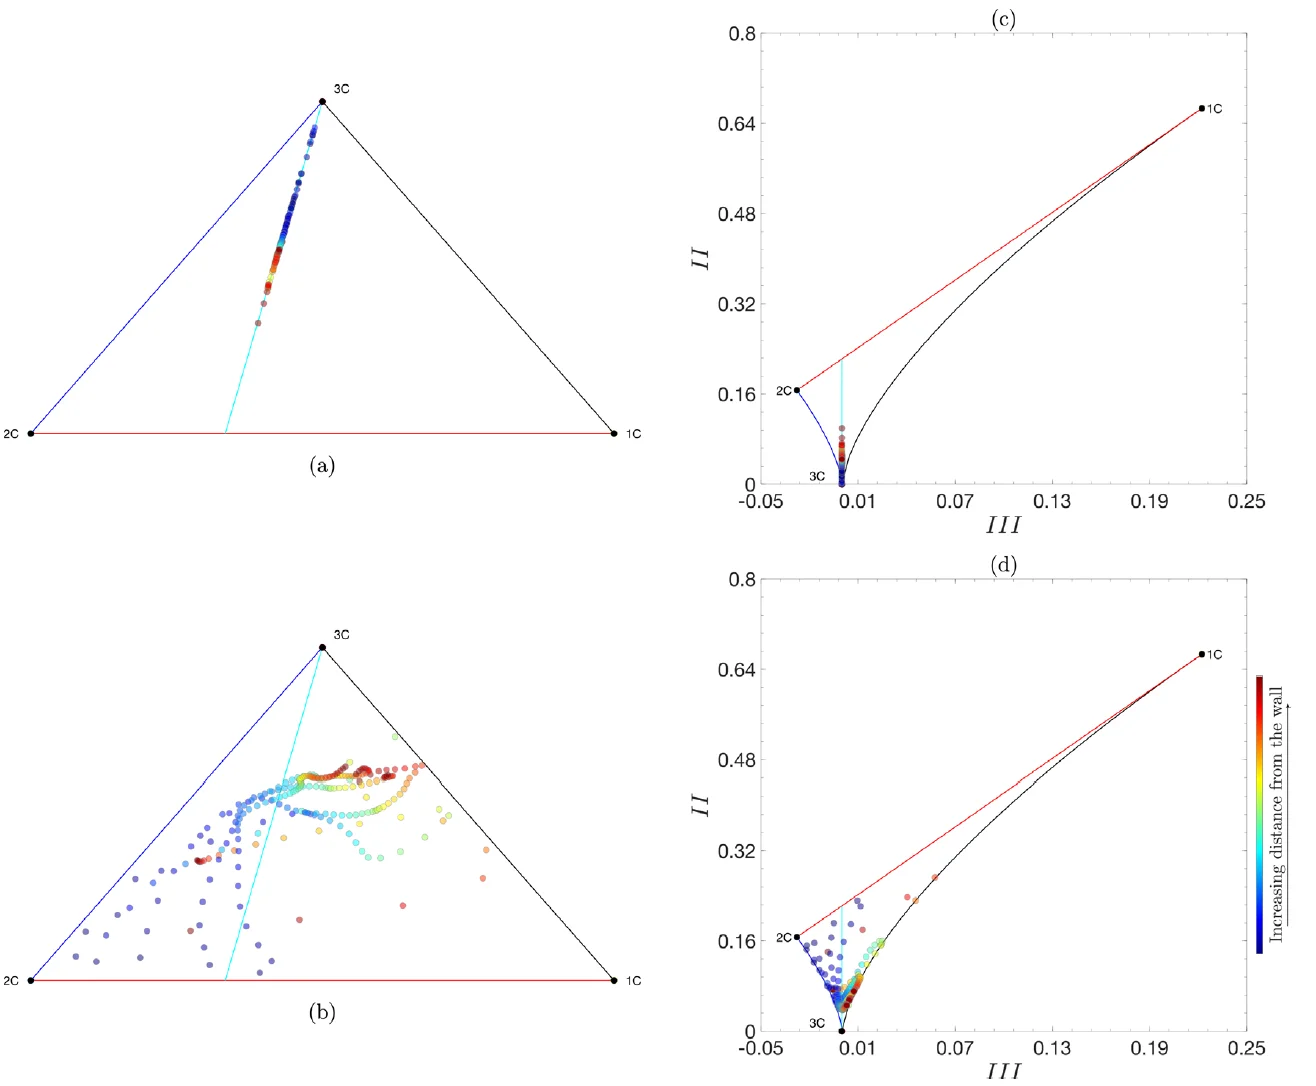 3C
2C
1C
(a)
3C
2C
1C
(b)
(c)
0.8
0.64
0.48
0.32
0.16
0
II
1C
2C
3C
-0.05
0.01
0.07
0.13
0.19
0.25
III
(d)
0.8
0.64
0.48
0.32
0.16
0
II
1C
2C
3C
-0.05
0.01
0.07
0.13
0.19
0.25
III
Increasing distance from the wall